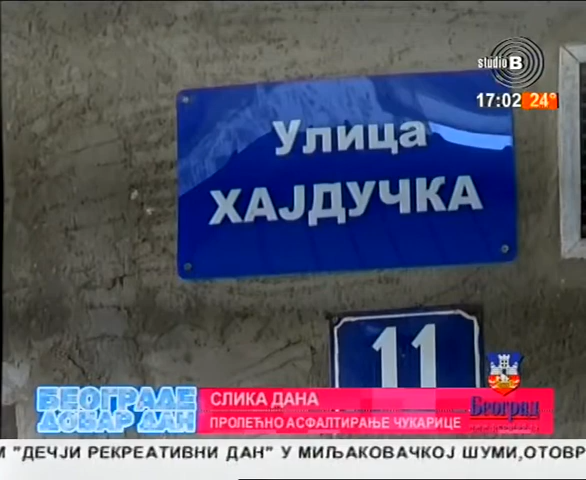 studio B
17:02 24°
Улица
ХАЈДУЧКА
11
БЕОГРАДЕ
ДОБАР ДАН
СЛИКА ДАНА
ПРОЛЕЋНО АСФАЛТИРАЊЕ ЧУКАРИЦЕ
Београд
М "ДЕЧЈИ РЕКРЕАТИВНИ ДАН" У МИЉАКОВАЧКОЈ ШУМИ,ОТВОР